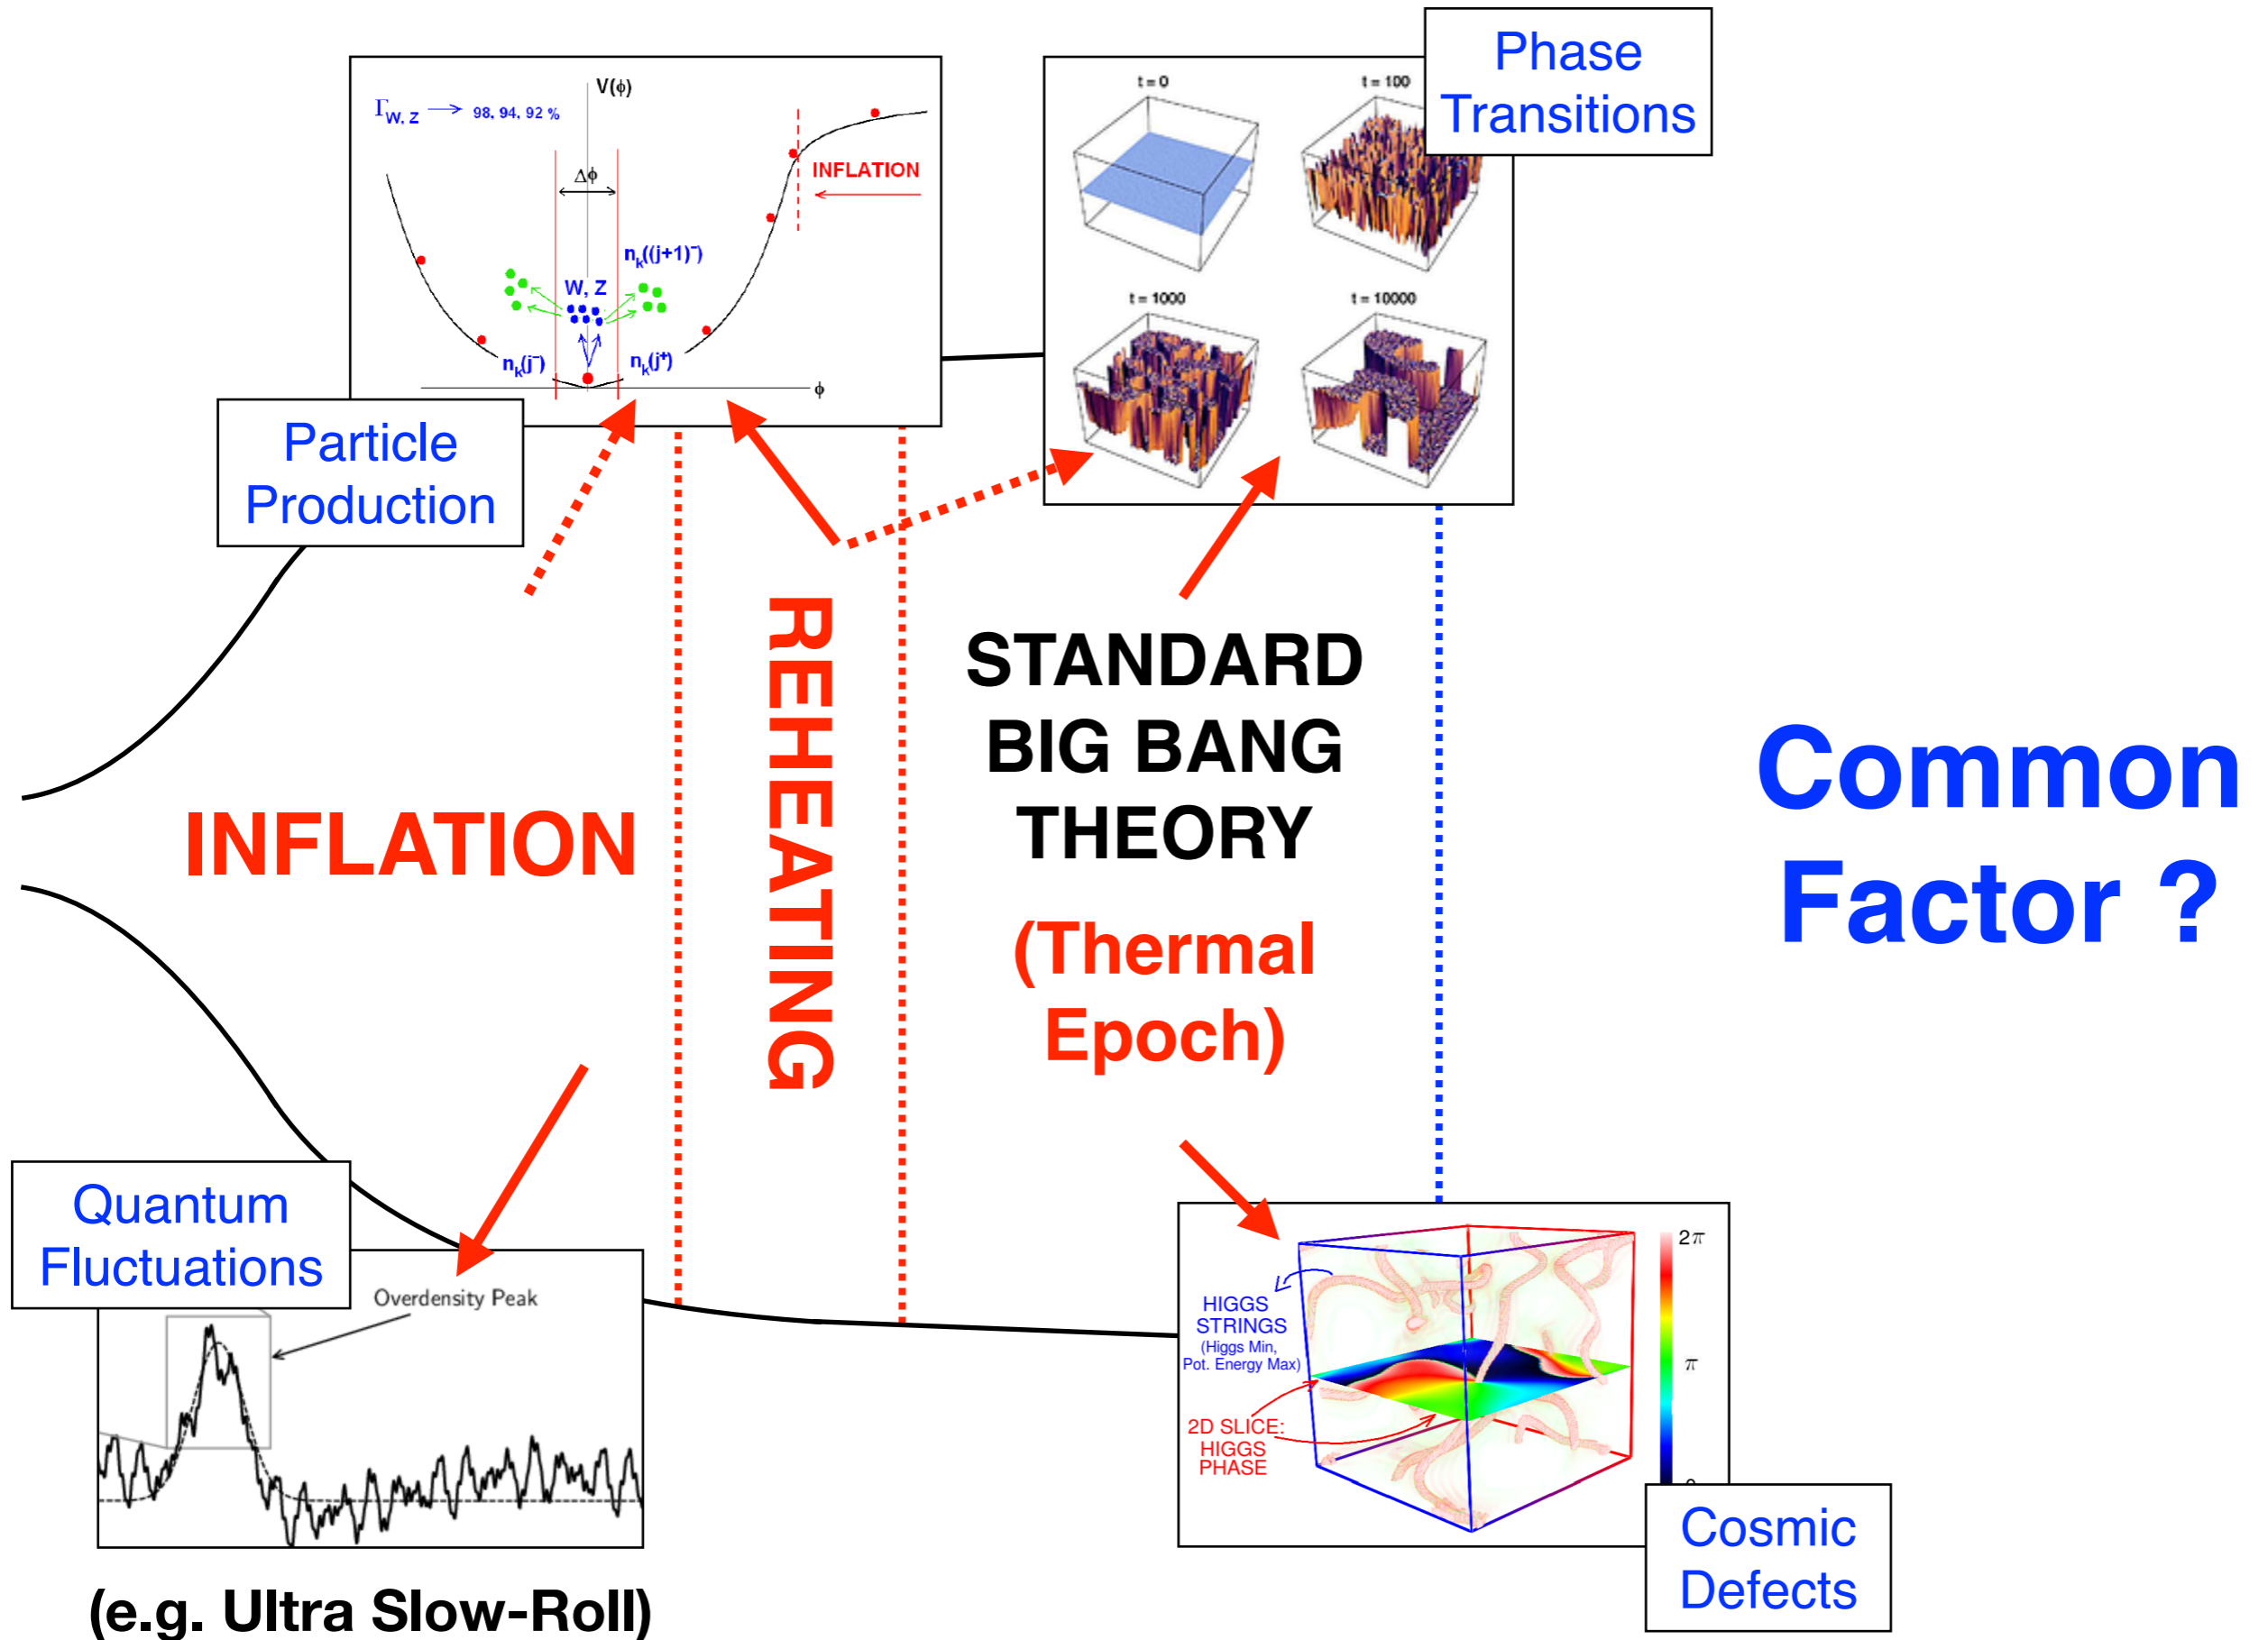 Phase
Transitions
V(ϕ)
Γ_W, Z → 98, 94, 92 %
Δϕ
INFLATION
n_k((j+1)⁻)
W, Z
n_k(j⁻)
n_k(j⁺)
ϕ
t = 0
t = 100
t = 1000
t = 10000
Particle
Production
REHEATING
STANDARD
BIG BANG
THEORY
(Thermal
Epoch)
INFLATION
Common
Factor ?
Quantum
Fluctuations
Overdensity Peak
(e.g. Ultra Slow-Roll)
HIGGS
STRINGS
(Higgs Min,
Pot. Energy Max)
2D SLICE:
HIGGS
PHASE
2π
π
Cosmic
Defects